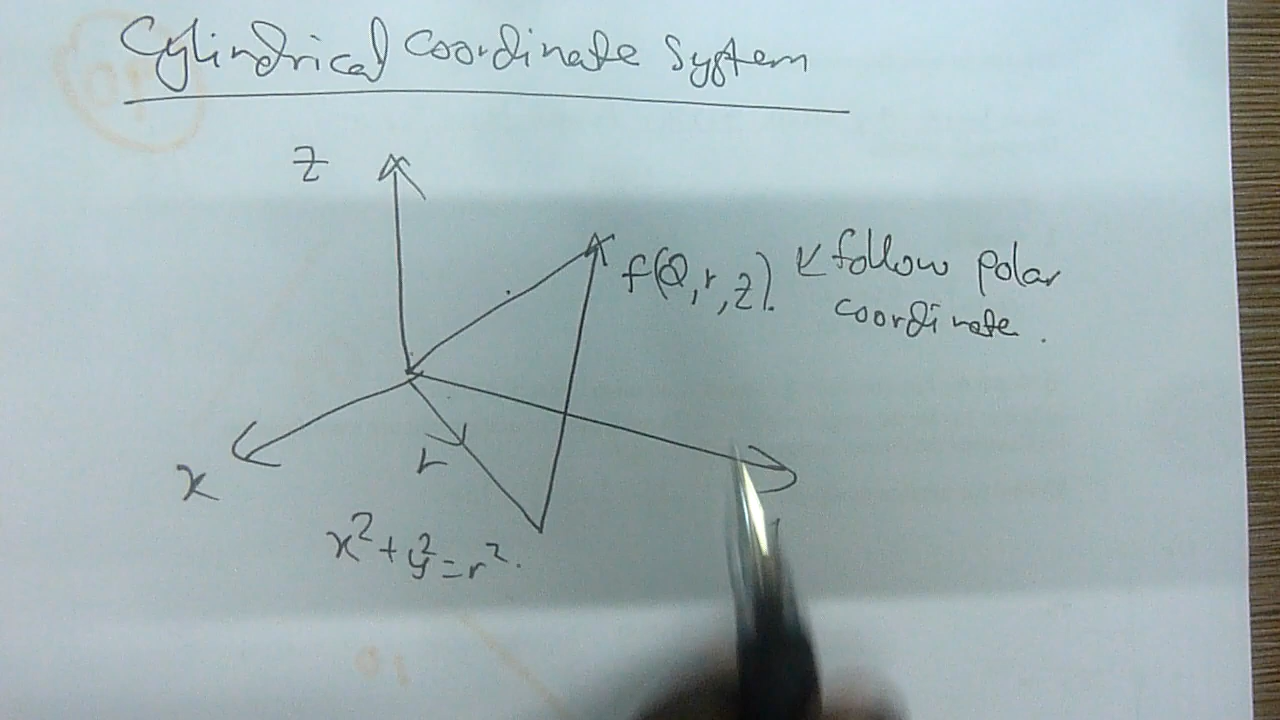 Cylindrical Coordinate System
z
f(θ, r, z). ↙ follow polar
coordinate.
r
x
x²+y²=r².